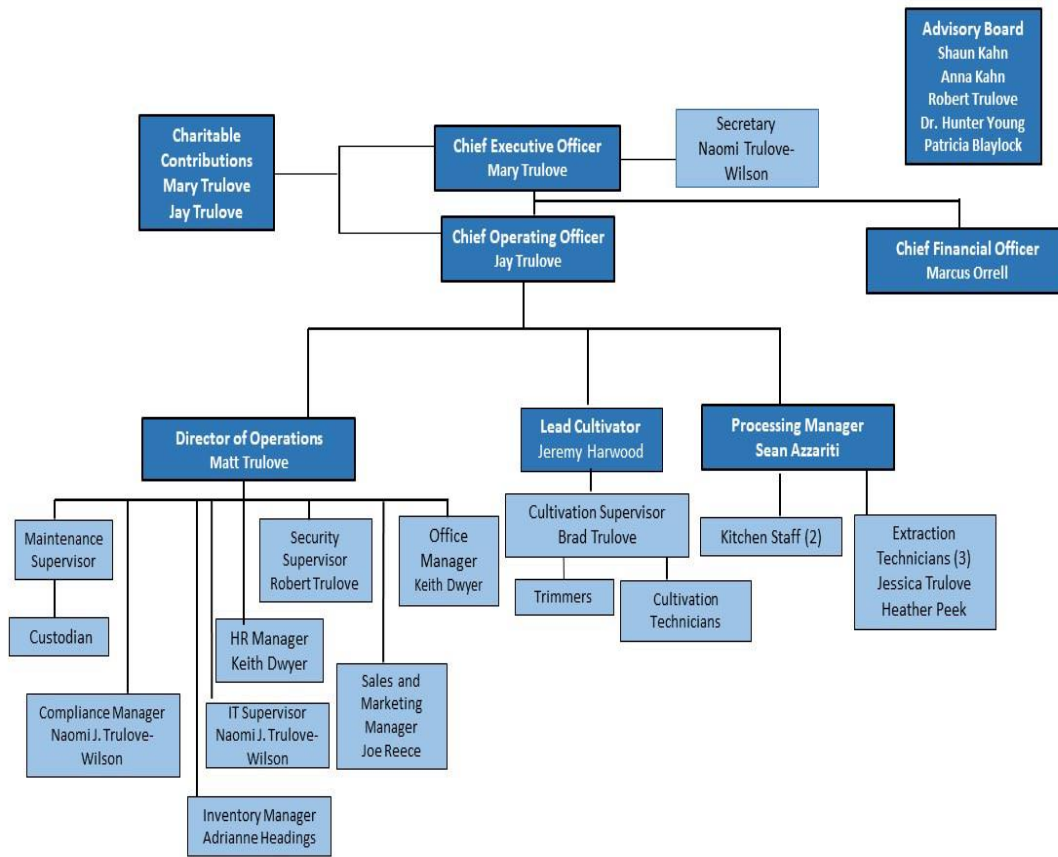 Advisory Board
Shaun Kahn
Anna Kahn
Robert Trulove
Dr. Hunter Young
Patricia Blaylock
Charitable
Contributions
Mary Trulove
Jay Trulove
Chief Executive Officer
Mary Trulove
Secretary
Naomi Trulove-
Wilson
Chief Operating Officer
Jay Trulove
Chief Financial Officer
Marcus Orrell
Director of Operations
Matt Trulove
Lead Cultivator
Jeremy Harwood
Processing Manager
Sean Azzariti
Maintenance
Supervisor
Security
Supervisor
Robert Trulove
Office
Manager
Keith Dwyer
Cultivation Supervisor
Brad Trulove
Kitchen Staff (2)
Extraction
Technicians (3)
Jessica Trulove
Heather Peek
Custodian
HR Manager
Keith Dwyer
Trimmers
Cultivation
Technicians
Compliance Manager
Naomi J. Trulove-
Wilson
IT Supervisor
Naomi J. Trulove-
Wilson
Sales and
Marketing
Manager
Joe Reece
Inventory Manager
Adrianne Headings